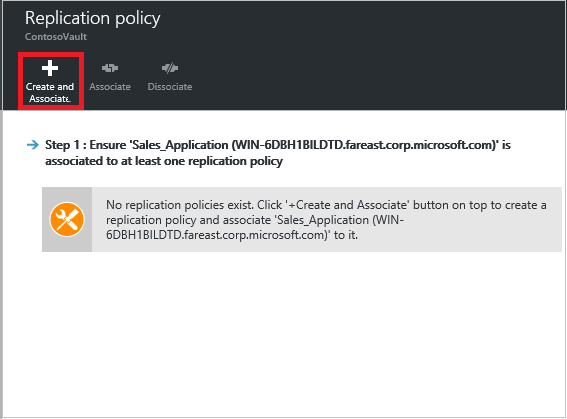 Replication policy
ContosoVault
Create and
Associate
Associate
Dissociate
Step 1 : Ensure 'Sales_Application (WIN-6DBH1BILDTD.fareast.corp.microsoft.com)' is
associated to at least one replication policy
No replication policies exist. Click '+Create and Associate' button on top to create a
replication policy and associate 'Sales_Application (WIN-
6DBH1BILDTD.fareast.corp.microsoft.com)' to it.